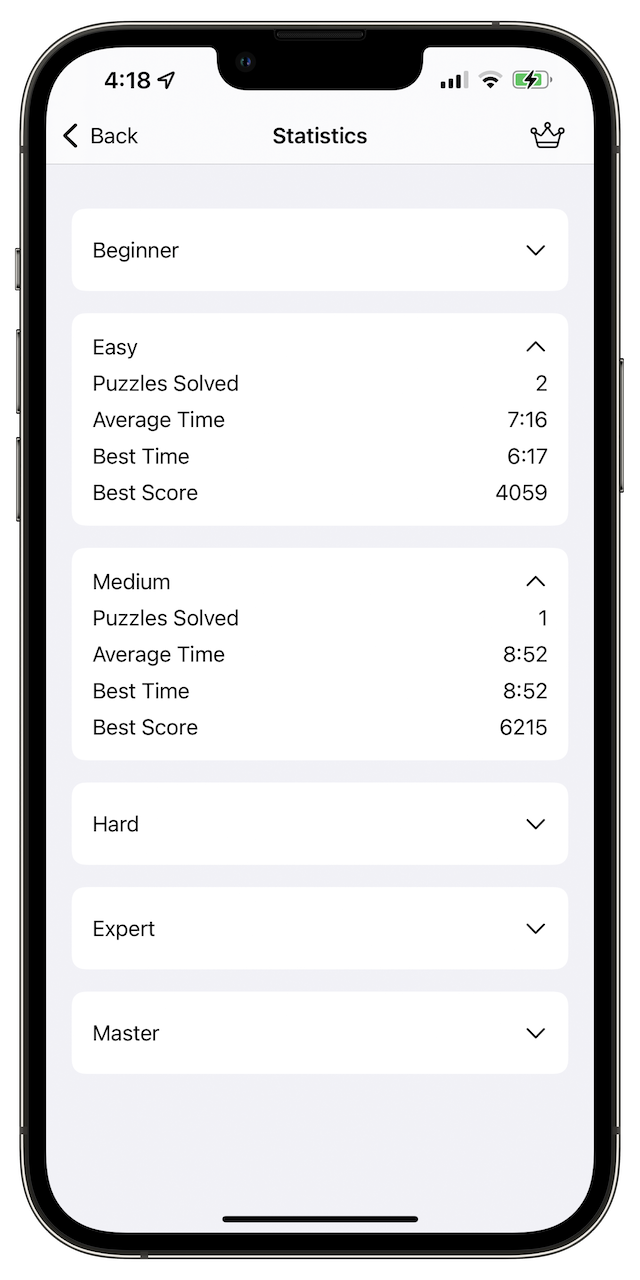 4:18
Back Statistics
Beginner
Easy
Puzzles Solved 2
Average Time 7:16
Best Time 6:17
Best Score 4059
Medium
Puzzles Solved 1
Average Time 8:52
Best Time 8:52
Best Score 6215
Hard
Expert
Master